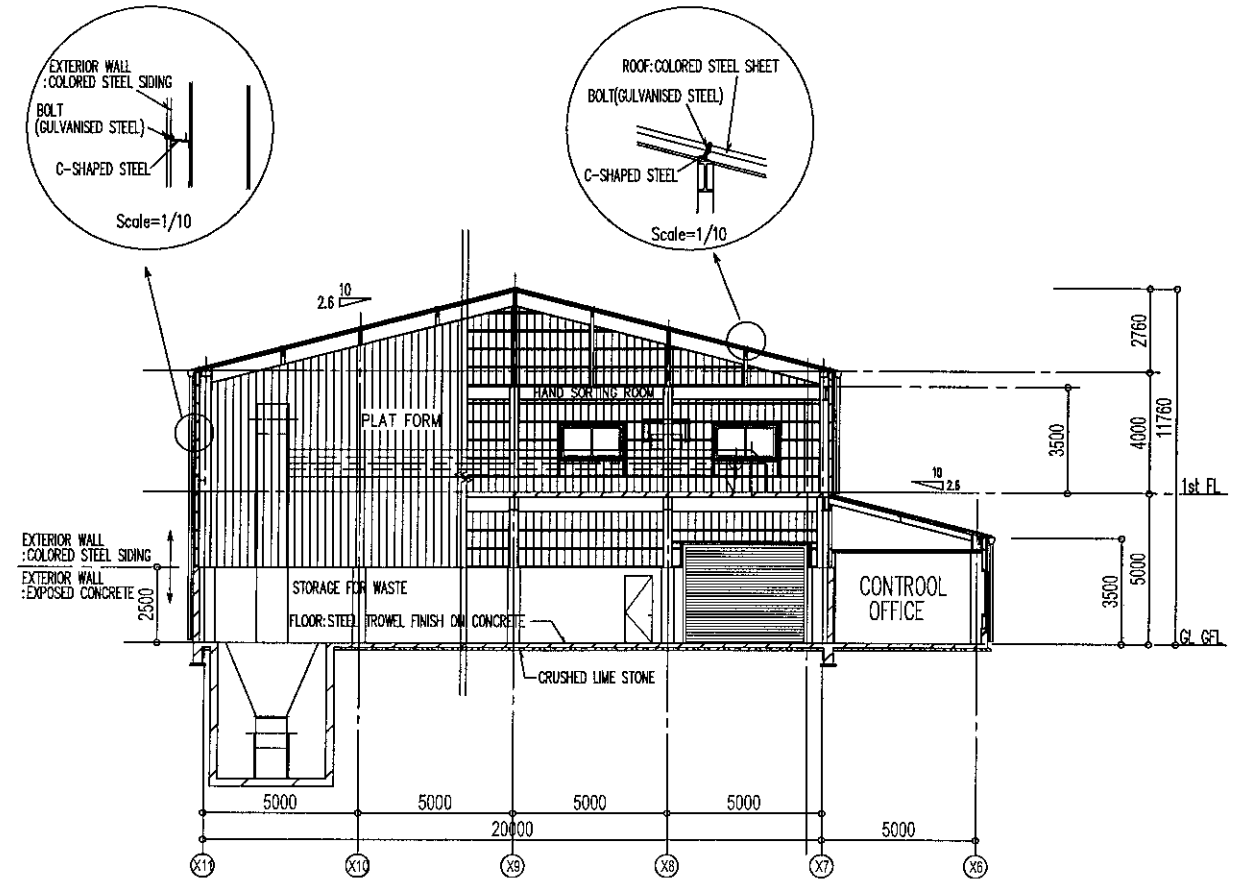 EXTERIOR WALL
:COLORED STEEL SIDING
BOLT
(GULVANISED STEEL)
C-SHAPED STEEL
Scale=1/10
ROOF:COLORED STEEL SHEET
BOLT(GULVANISED STEEL)
C-SHAPED STEEL
Scale=1/10
10
2.6
2760
HAND SORTING ROOM
PLAT FORM
3500
4000
11760
10
2.6
1st FL
EXTERIOR WALL
:COLORED STEEL SIDING
EXTERIOR WALL
:EXPOSED CONCRETE
2500
STORAGE FOR WASTE
FLOOR:STEEL TROWEL FINISH ON CONCRETE
CONTROOL
OFFICE
3500
5000
GL GFL
CRUSHED LIME STONE
5000
5000
5000
5000
20000
5000
X11
X10
X9
X8
X7
X6